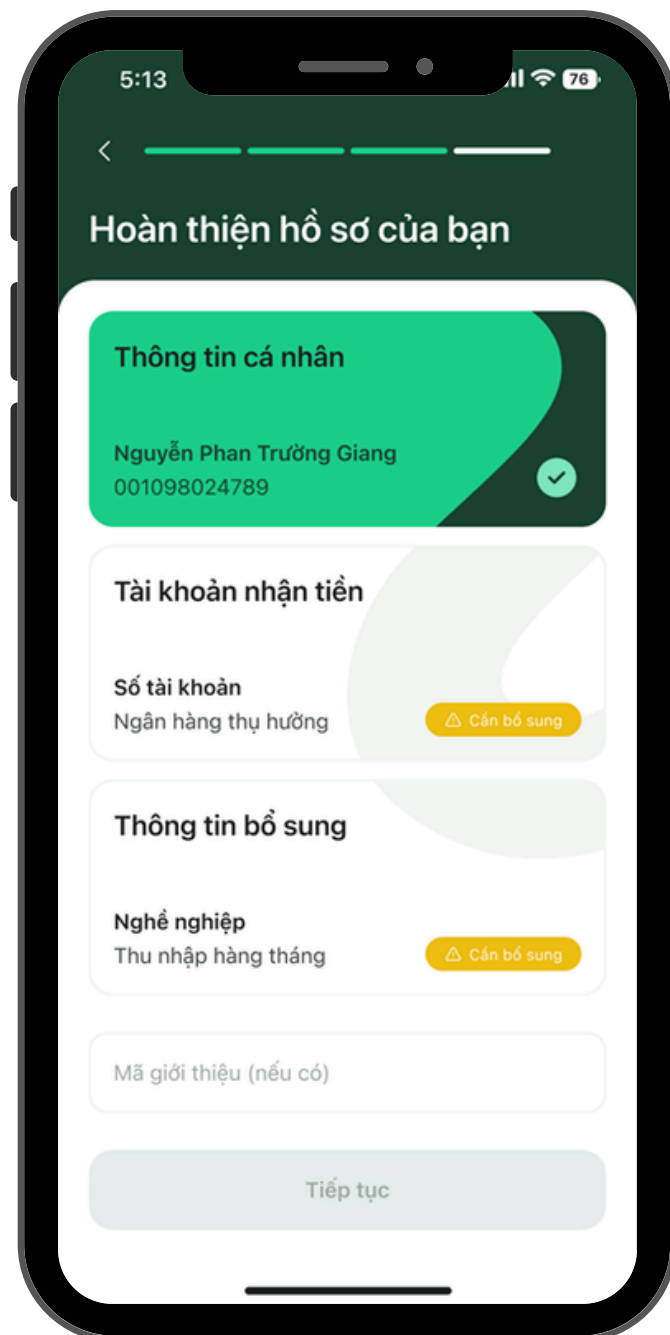 5:13
76
Hoàn thiện hồ sơ của bạn
Thông tin cá nhân
Nguyễn Phan Trường Giang
001098024789
Tài khoản nhận tiền
Số tài khoản
Ngân hàng thụ hưởng
Cần bổ sung
Thông tin bổ sung
Nghề nghiệp
Thu nhập hàng tháng
Cần bổ sung
Mã giới thiệu (nếu có)
Tiếp tục